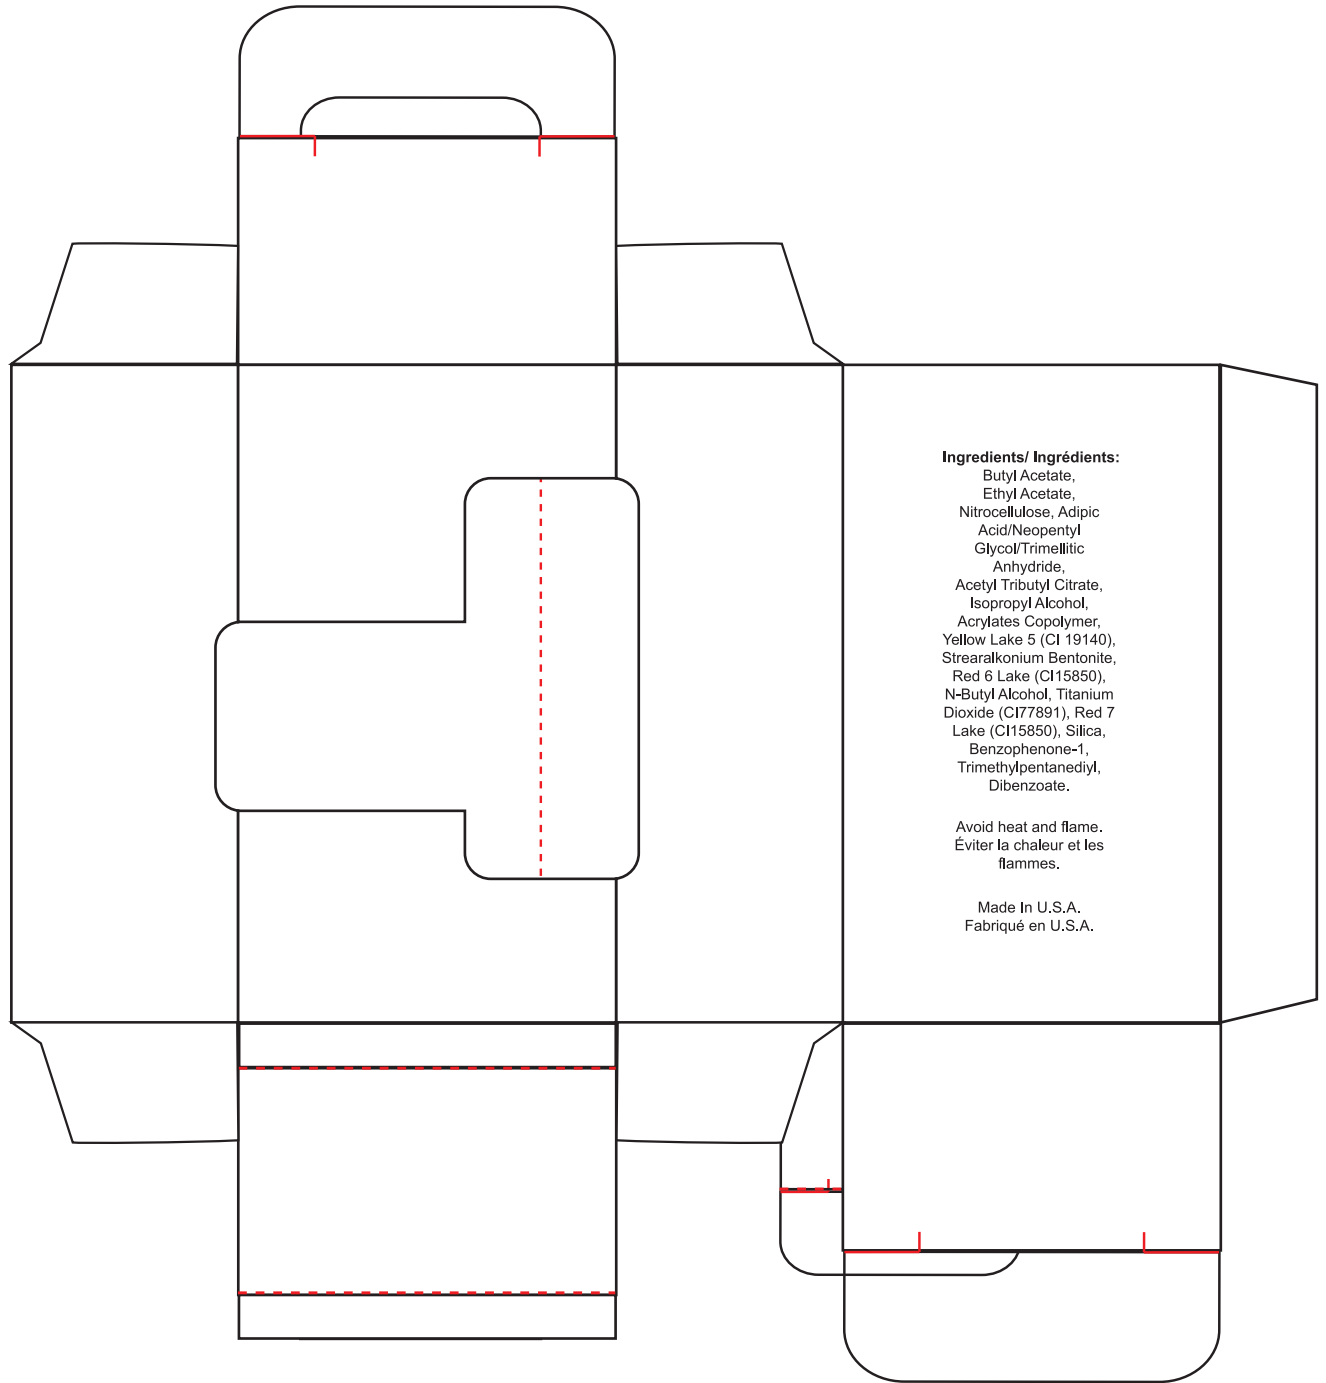 Ingredients/ Ingrédients:
Butyl Acetate,
Ethyl Acetate,
Nitrocellulose, Adipic
Acid/Neopentyl
Glycol/Trimellitic
Anhydride,
Acetyl Tributyl Citrate,
Isopropyl Alcohol,
Acrylates Copolymer,
Yellow Lake 5 (CI 19140),
Strearalkonium Bentonite,
Red 6 Lake (CI15850),
N-Butyl Alcohol, Titanium
Dioxide (CI77891), Red 7
Lake (CI15850), Silica,
Benzophenone-1,
Trimethylpentanediyl,
Dibenzoate.
Avoid heat and flame.
Éviter la chaleur et les
flammes.
Made In U.S.A.
Fabriqué en U.S.A.